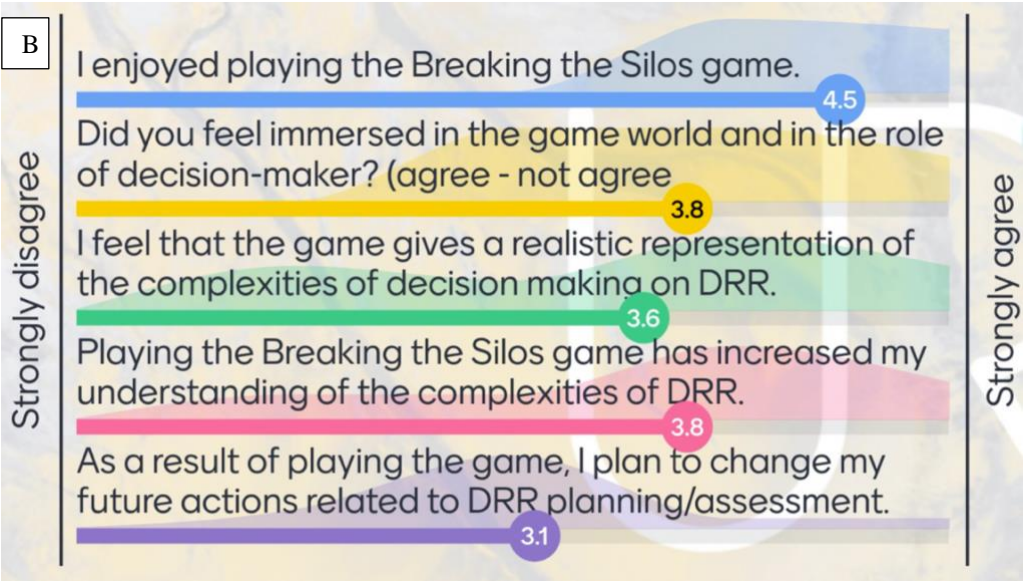 B
I enjoyed playing the Breaking the Silos game.
4.5
Did you feel immersed in the game world and in the role
of decision-maker? (agree - not agree
3.8
I feel that the game gives a realistic representation of
the complexities of decision making on DRR.
3.6
Playing the Breaking the Silos game has increased my
understanding of the complexities of DRR.
3.8
As a result of playing the game, I plan to change my
future actions related to DRR planning/assessment.
3.1
Strongly disagree
Strongly agree